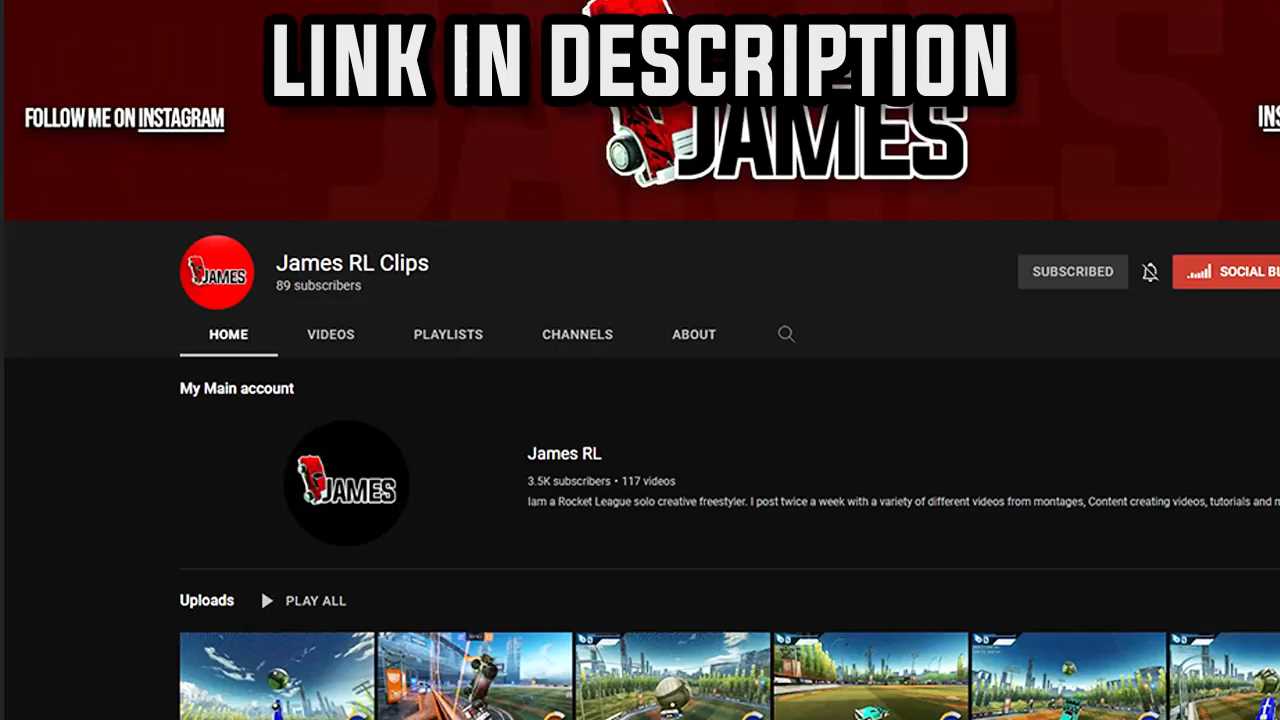 LINK IN DESCRIPTION
FOLLOW ME ON INSTAGRAM
JAMES
JAMES
James RL Clips
89 subscribers
SUBSCRIBED
SOCIAL
HOME
VIDEOS
PLAYLISTS
CHANNELS
ABOUT
My Main account
JAMES
James RL
3.5K subscribers • 117 videos
Iam a Rocket League solo creative freestyler. I post twice a week with a variety of different videos from montages, Content creating videos, tutorials and
Uploads
PLAY ALL